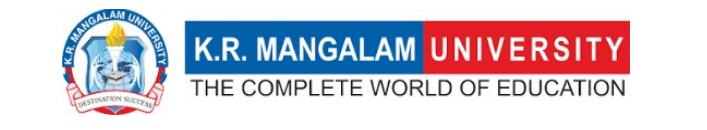 K.R. MANGALAM UNIVERSITY
DESTINATION SUCCESS
K.R. MANGALAM UNIVERSITY
THE COMPLETE WORLD OF EDUCATION